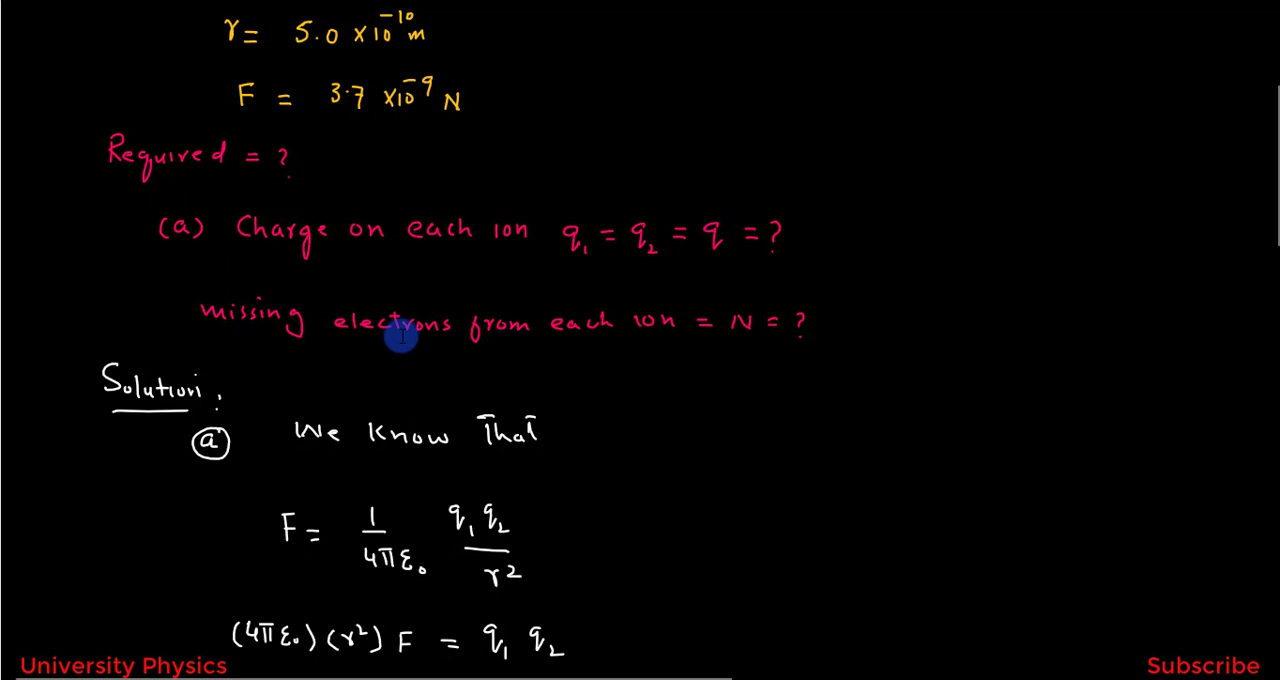 r = 5.0 × 10⁻¹⁰ m
F = 3.7 × 10⁻⁹ N
Required = ?
(a) Charge on each ion q₁ = q₂ = q = ?
missing electrons from each ion = N = ?
Solution:
(a) We know That
F = 1/4πε₀ q₁q₂/r²
(4πε₀)(r²) F = q₁ q₂
University Physics
Subscribe